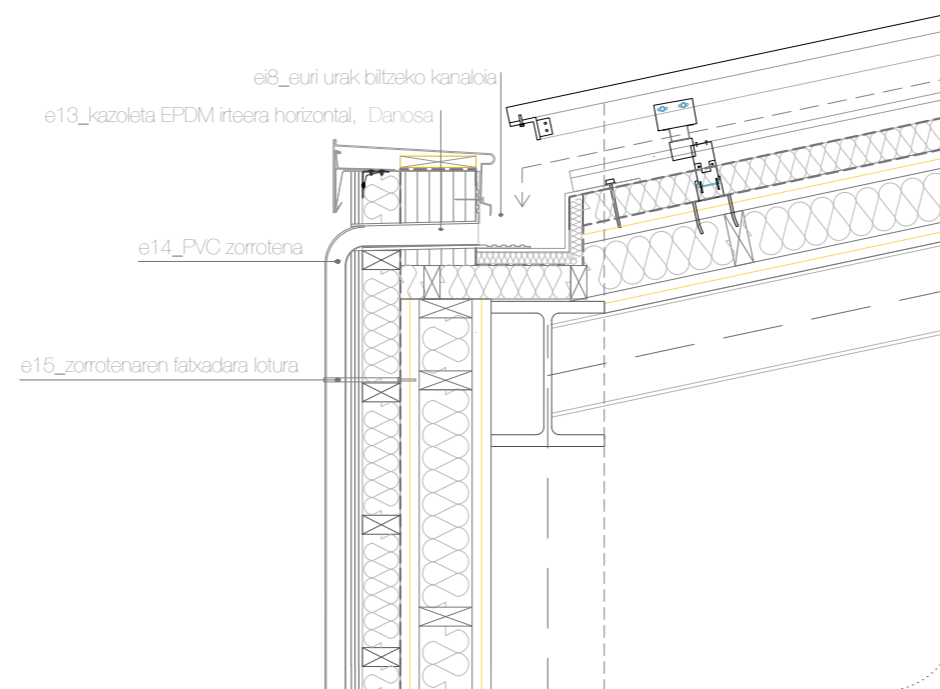 ei8_euri urak biltzeko kanaloia
e13_kazoleta EPDM irteera horizontal, Danosa
e14_PVC zorrotena
e15_zorrotenaren fatxadara lotura